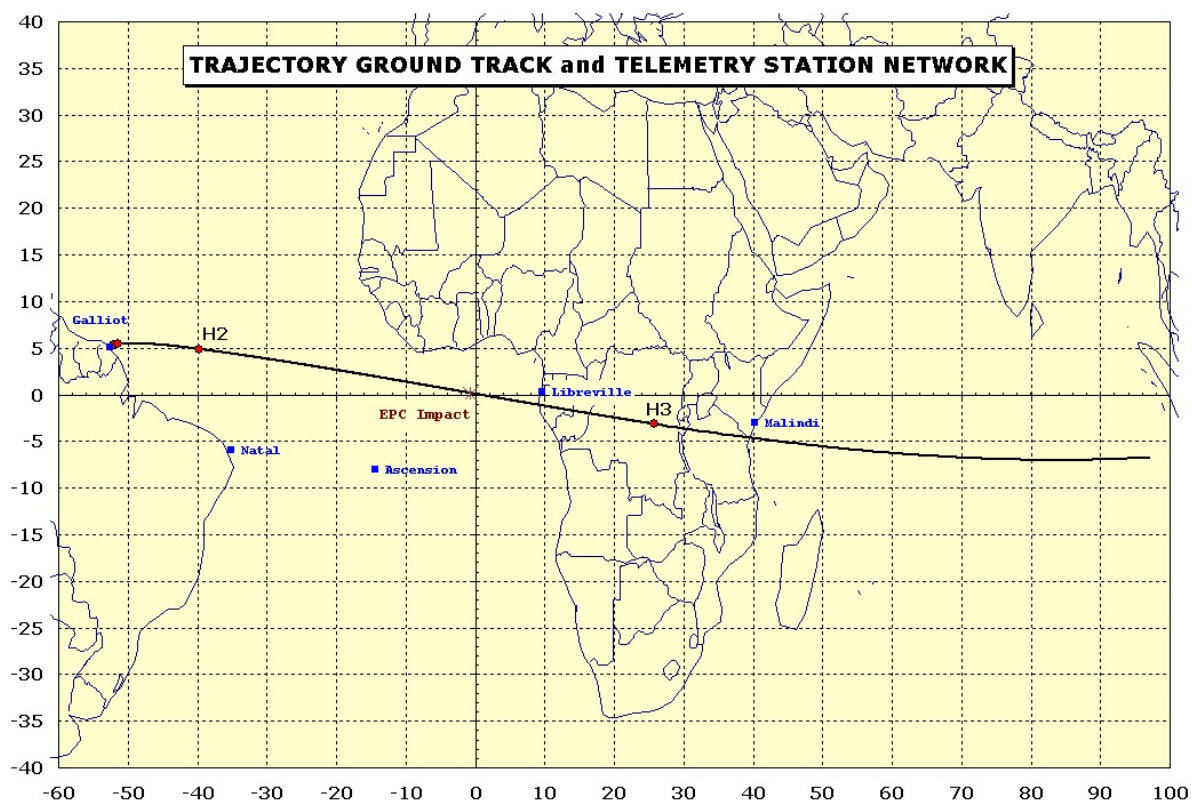 TRAJECTORY GROUND TRACK and TELEMETRY STATION NETWORK
40
35
30
25
20
15
10
5
0
-5
-10
-15
-20
-25
-30
-35
-40
Galliot
H2
Libreville
EPC Impact
H3
Malindi
Natal
Ascension
-60 -50 -40 -30 -20 -10 0 10 20 30 40 50 60 70 80 90 100